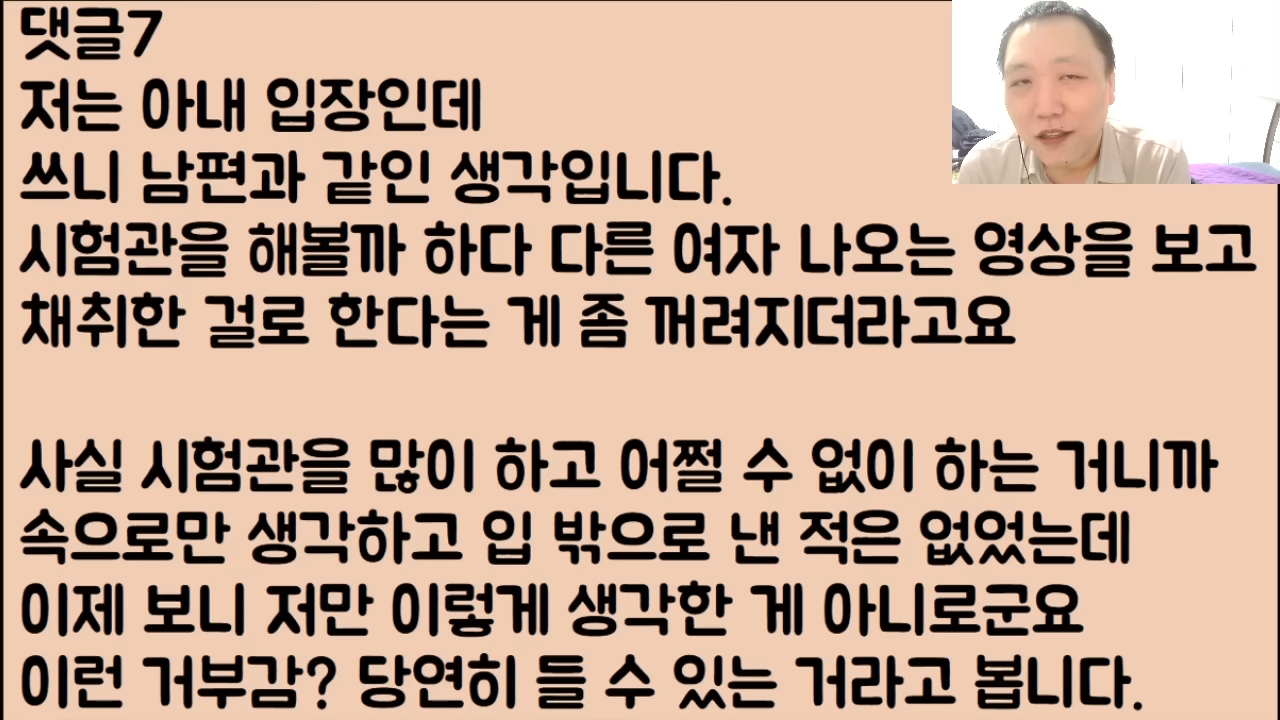 댓글7
저는 아내 입장인데
쓰니 남편과 같인 생각입니다.
시험관을 해볼까 하다 다른 여자 나오는 영상을 보고
채취한 걸로 한다는 게 좀 꺼려지더라고요
사실 시험관을 많이 하고 어쩔 수 없이 하는 거니까
속으로만 생각하고 입 밖으로 낸 적은 없었는데
이제 보니 저만 이렇게 생각한 게 아니로군요
이런 거부감? 당연히 들 수 있는 거라고 봅니다.